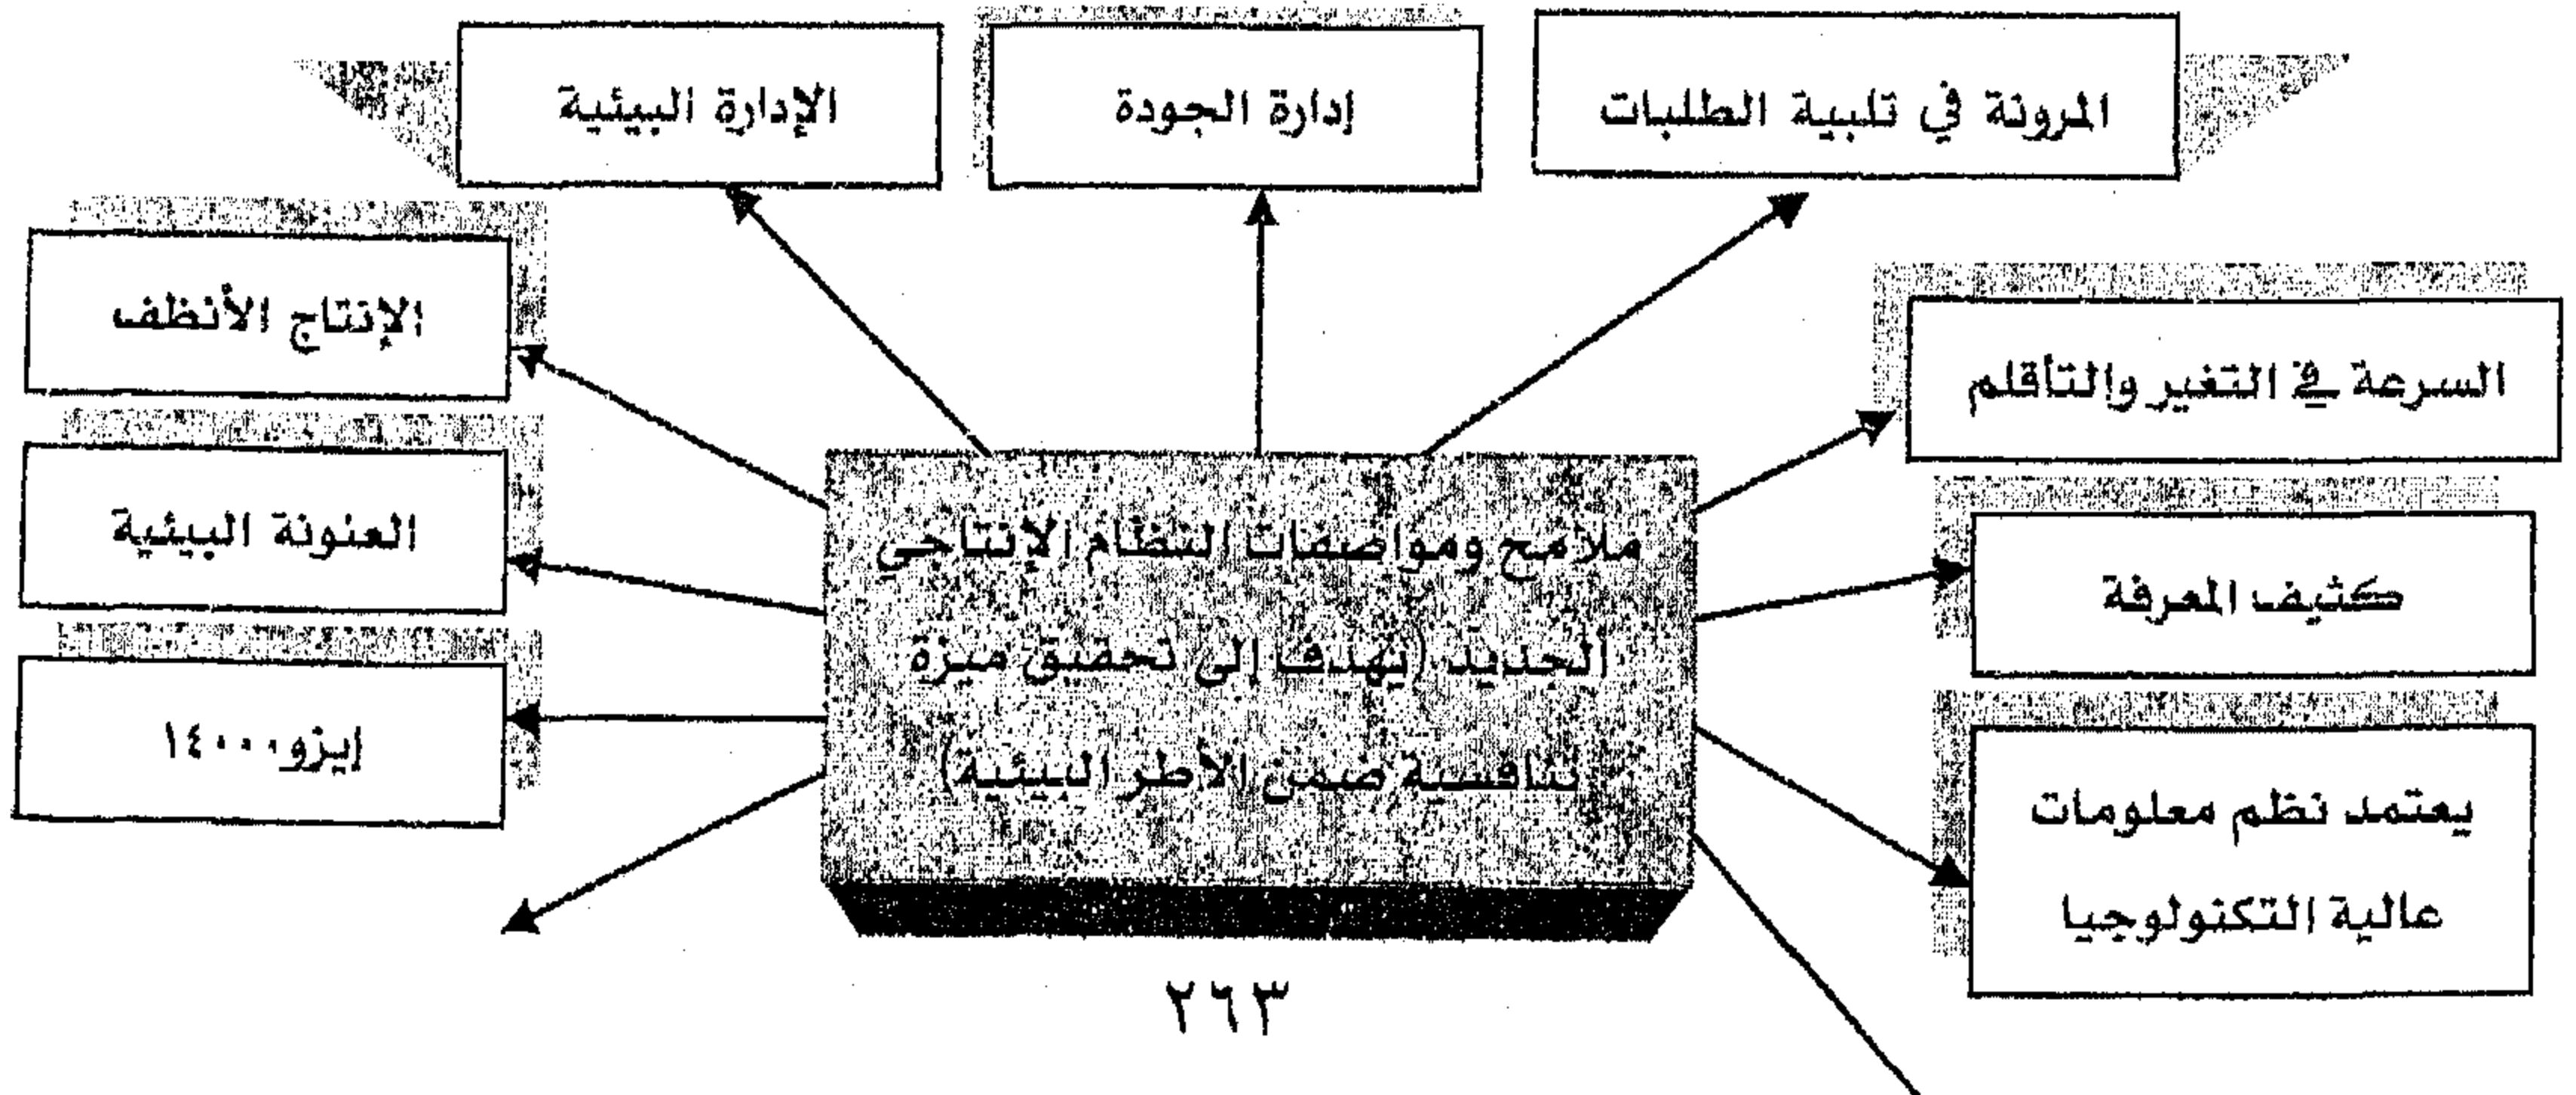 المرونة في تلبية الطلبات
إدارة الجودة
الإدارة البيئية
السرعة في التغير والتأقلم
كثيف المعرفة
يعتمد نظم معلومات
عالية التكنولوجيا
الإنتاج الأنظف
العنونة البيئية
إيزو ١٤٠٠٠
ملامح ومواصفات النظام الإنتاجي
الجديد (يهدف إلى تحقيق ميزة
تنافسية ضمن الأطر البيئية)
٢٦٣